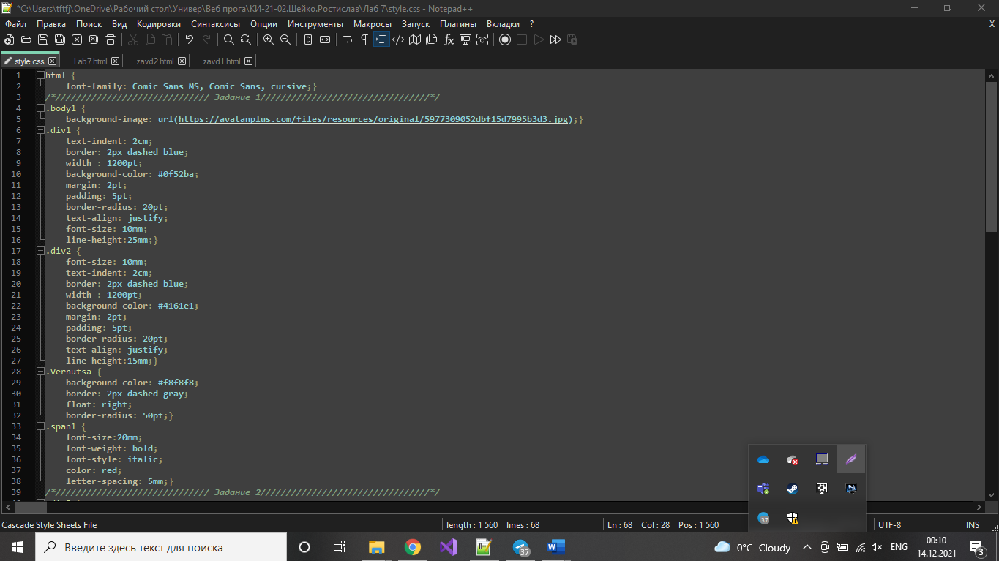 *C:\Users\tftfj\OneDrive\Рабочий стол\Универ\Веб прога\КИ-21-02.Шейко.Ростислав\Лаб 7\style.css - Notepad++
Файл Правка Поиск Вид Кодировки Синтаксисы Опции Инструменты Макросы Запуск Плагины Вкладки ? X
style.css Lab7.html zavd2.html zavd1.html
1 html {
2 font-family: Comic Sans MS, Comic Sans, cursive;}
3 /*////////////////////////////// Задание 1/////////////////////////////////*/
4 .body1 {
5 background-image: url(https://avatanplus.com/files/resources/original/5977309052dbf15d7995b3d3.jpg);}
6 .div1 {
7 text-indent: 2cm;
8 border: 2px dashed blue;
9 width : 1200pt;
10 background-color: #0f52ba;
11 margin: 2pt;
12 padding: 5pt;
13 border-radius: 20pt;
14 text-align: justify;
15 font-size: 10mm;
16 line-height:25mm;}
17 .div2 {
18 font-size: 10mm;
19 text-indent: 2cm;
20 border: 2px dashed blue;
21 width : 1200pt;
22 background-color: #4161e1;
23 margin: 2pt;
24 padding: 5pt;
25 border-radius: 20pt;
26 text-align: justify;
27 line-height:15mm;}
28 .Vernutsa {
29 background-color: #f8f8f8;
30 border: 2px dashed gray;
31 float: right;
32 border-radius: 50pt;}
33 .span1 {
34 font-size:20mm;
35 font-weight: bold;
36 font-style: italic;
37 color: red;
38 letter-spacing: 5mm;}
39 /*////////////////////////////// Задание 2/////////////////////////////////*/
37
Cascade Style Sheets File length : 1 560 lines : 68 Ln : 68 Col : 28 Pos : 1 560 UTF-8 INS
Введите здесь текст для поиска 37 0°C Cloudy ENG 00:10
14.12.2021 3